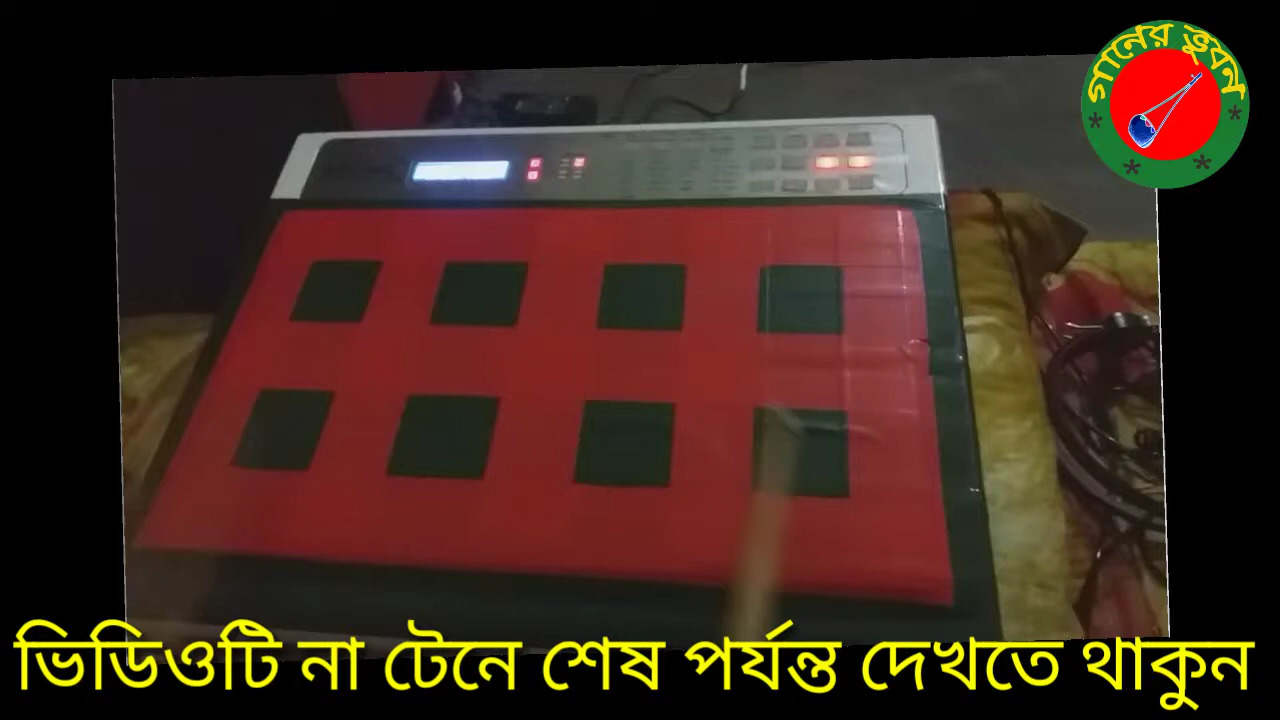 গানের ভুবন
ভিডিওটি না টেনে শেষ পর্যন্ত দেখতে থাকুন